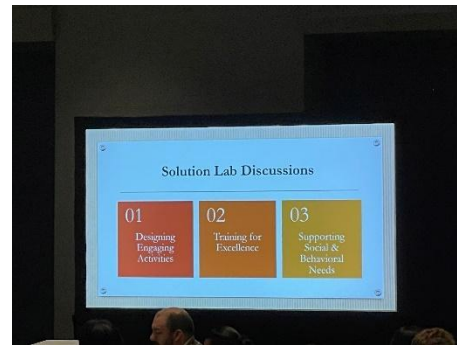 Solution Lab Discussions
01
Designing
Engaging
Activities
02
Training for
Excellence
03
Supporting
Social &
Behavioral
Needs